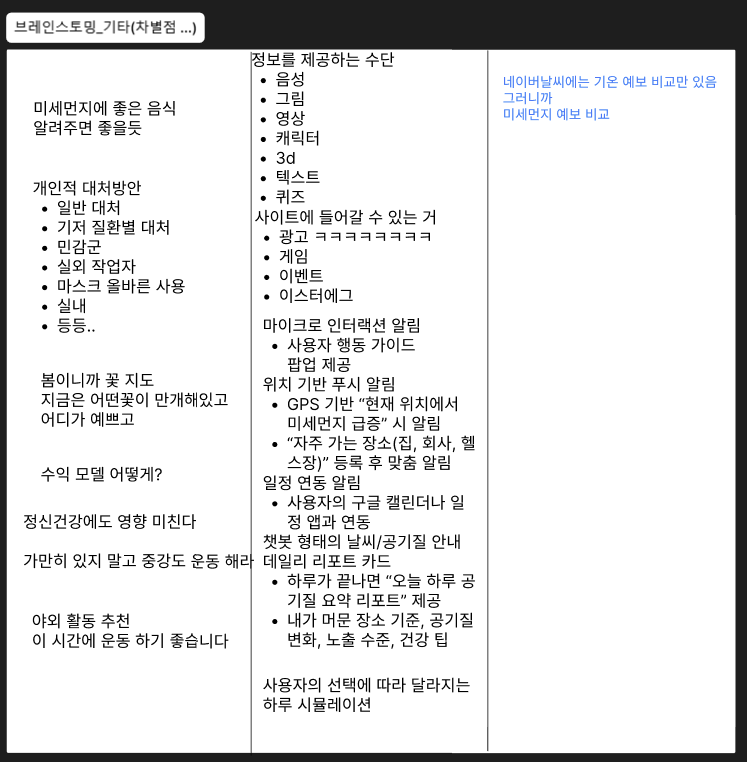 브레인스토밍_기타(차별점 ...)
미세먼지에 좋은 음식
알려주면 좋을듯
개인적 대처방안
• 일반 대처
• 기저 질환별 대처
• 민감군
• 실외 작업자
• 마스크 올바른 사용
• 실내
• 등등..
봄이니까 꽃 지도
지금은 어떤꽃이 만개해있고
어디가 예쁘고
수익 모델 어떻게?
정신건강에도 영향 미친다
가만히 있지 말고 중강도 운동 해라
야외 활동 추천
이 시간에 운동 하기 좋습니다
정보를 제공하는 수단
• 음성
• 그림
• 영상
• 캐릭터
• 3d
• 텍스트
• 퀴즈
사이트에 들어갈 수 있는 거
• 광고 ㅋㅋㅋㅋㅋㅋㅋㅋ
• 게임
• 이벤트
• 이스터에그
마이크로 인터랙션 알림
• 사용자 행동 가이드
팝업 제공
위치 기반 푸시 알림
• GPS 기반 “현재 위치에서
미세먼지 급증” 시 알림
• “자주 가는 장소(집, 회사, 헬
스장)” 등록 후 맞춤 알림
일정 연동 알림
• 사용자의 구글 캘린더나 일
정 앱과 연동
챗봇 형태의 날씨/공기질 안내
데일리 리포트 카드
• 하루가 끝나면 “오늘 하루 공
기질 요약 리포트” 제공
• 내가 머문 장소 기준, 공기질
변화, 노출 수준, 건강 팁
사용자의 선택에 따라 달라지는
하루 시뮬레이션
네이버날씨에는 기온 예보 비교만 있음
그러니까
미세먼지 예보 비교